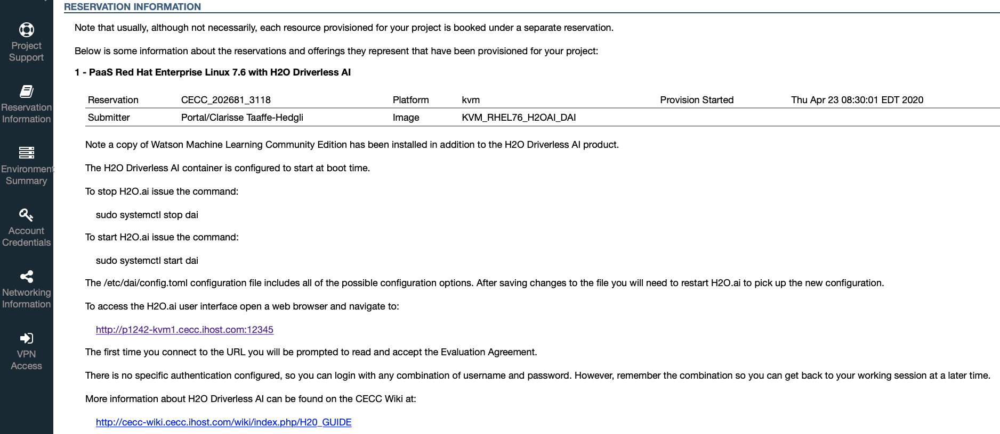 RESERVATION INFORMATION
Note that usually, although not necessarily, each resource provisioned for your project is booked under a separate reservation.
Below is some information about the reservations and offerings they represent that have been provisioned for your project:
1 - PaaS Red Hat Enterprise Linux 7.6 with H2O Driverless AI
Reservation CECC_202681_3118 Platform kvm Provision Started Thu Apr 23 08:30:01 EDT 2020
Submitter Portal/Clarisse Taaffe-Hedgli Image KVM_RHEL76_H2OAI_DAI
Note a copy of Watson Machine Learning Community Edition has been installed in addition to the H2O Driverless AI product.
The H2O Driverless AI container is configured to start at boot time.
To stop H2O.ai issue the command:
sudo systemctl stop dai
To start H2O.ai issue the command:
sudo systemctl start dai
The /etc/dai/config.toml configuration file includes all of the possible configuration options. After saving changes to the file you will need to restart H2O.ai to pick up the new configuration.
To access the H2O.ai user interface open a web browser and navigate to:
http://p1242-kvm1.cecc.ihost.com:12345
The first time you connect to the URL you will be prompted to read and accept the Evaluation Agreement.
There is no specific authentication configured, so you can login with any combination of username and password. However, remember the combination so you can get back to your working session at a later time.
More information about H2O Driverless AI can be found on the CECC Wiki at:
http://cecc-wiki.cecc.ihost.com/wiki/index.php/H20_GUIDE
Project
Support
Reservation
Information
Environment
Summary
Account
Credentials
Networking
Information
VPN
Access